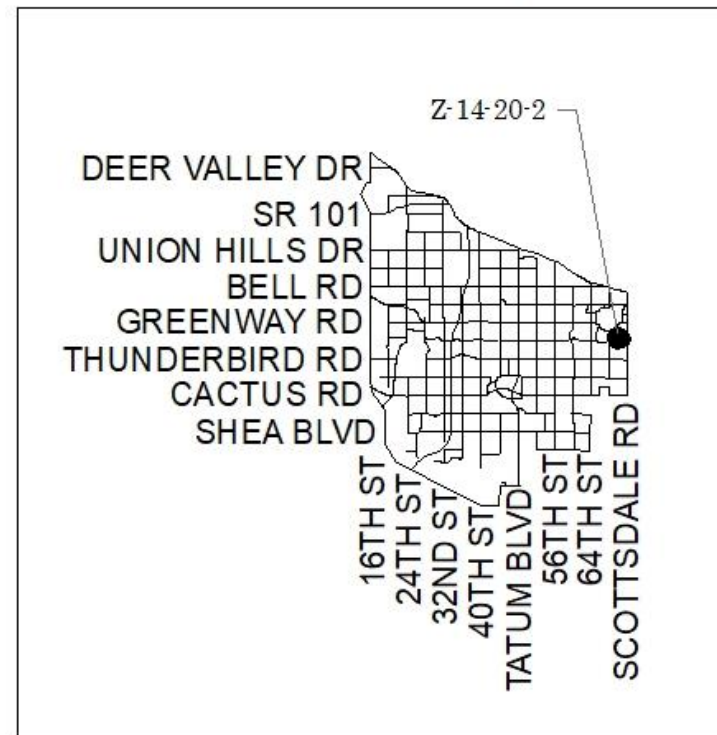 Z-14-20-2
DEER VALLEY DR
SR 101
UNION HILLS DR
BELL RD
GREENWAY RD
THUNDERBIRD RD
CACTUS RD
SHEA BLVD
16TH ST
24TH ST
32ND ST
40TH ST
TATUM BLVD
56TH ST
64TH ST
SCOTTSDALE RD